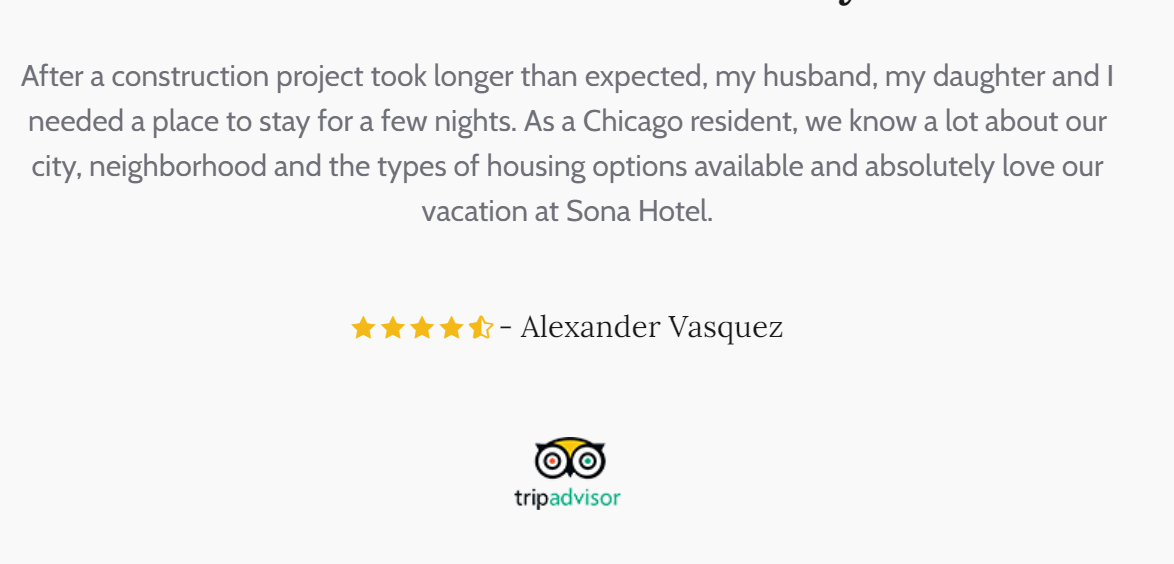 After a construction project took longer than expected, my husband, my daughter and I
needed a place to stay for a few nights. As a Chicago resident, we know a lot about our
city, neighborhood and the types of housing options available and absolutely love our
vacation at Sona Hotel.
- Alexander Vasquez
tripadvisor